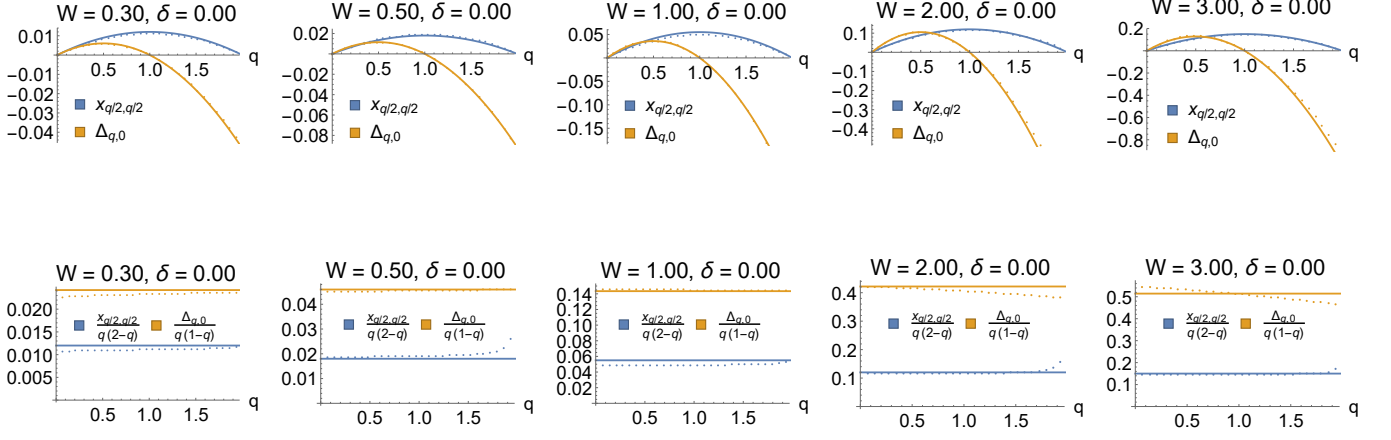 W = 0.30, δ = 0.00
0.01
−0.01
−0.02
−0.03
−0.04
0.5 1.0 1.5
q
x_{q/2,q/2}
Δ_{q,0}
W = 0.50, δ = 0.00
0.02
−0.02
−0.04
−0.06
−0.08
0.5 1.0 1.5
q
x_{q/2,q/2}
Δ_{q,0}
W = 1.00, δ = 0.00
0.05
−0.05
−0.10
−0.15
0.5 1.0 1.5
q
x_{q/2,q/2}
Δ_{q,0}
W = 2.00, δ = 0.00
0.1
−0.1
−0.2
−0.3
−0.4
0.5 1.0 1.5
q
x_{q/2,q/2}
Δ_{q,0}
W = 3.00, δ = 0.00
0.2
−0.2
−0.4
−0.6
−0.8
0.5 1.0 1.5
q
x_{q/2,q/2}
Δ_{q,0}
W = 0.30, δ = 0.00
0.020
0.015
0.010
0.005
x_{q/2,q/2} Δ_{q,0}
q (2−q) q (1−q)
0.5 1.0 1.5
q
W = 0.50, δ = 0.00
0.04
0.03
0.02
0.01
x_{q/2,q/2} Δ_{q,0}
q (2−q) q (1−q)
0.5 1.0 1.5
q
W = 1.00, δ = 0.00
0.14
0.12
0.10
0.08
0.06
0.04
0.02
x_{q/2,q/2} Δ_{q,0}
q (2−q) q (1−q)
0.5 1.0 1.5
q
W = 2.00, δ = 0.00
0.4
0.3
0.2
0.1
x_{q/2,q/2} Δ_{q,0}
q (2−q) q (1−q)
0.5 1.0 1.5
q
W = 3.00, δ = 0.00
0.5
0.4
0.3
0.2
0.1
x_{q/2,q/2} Δ_{q,0}
q (2−q) q (1−q)
0.5 1.0 1.5
q